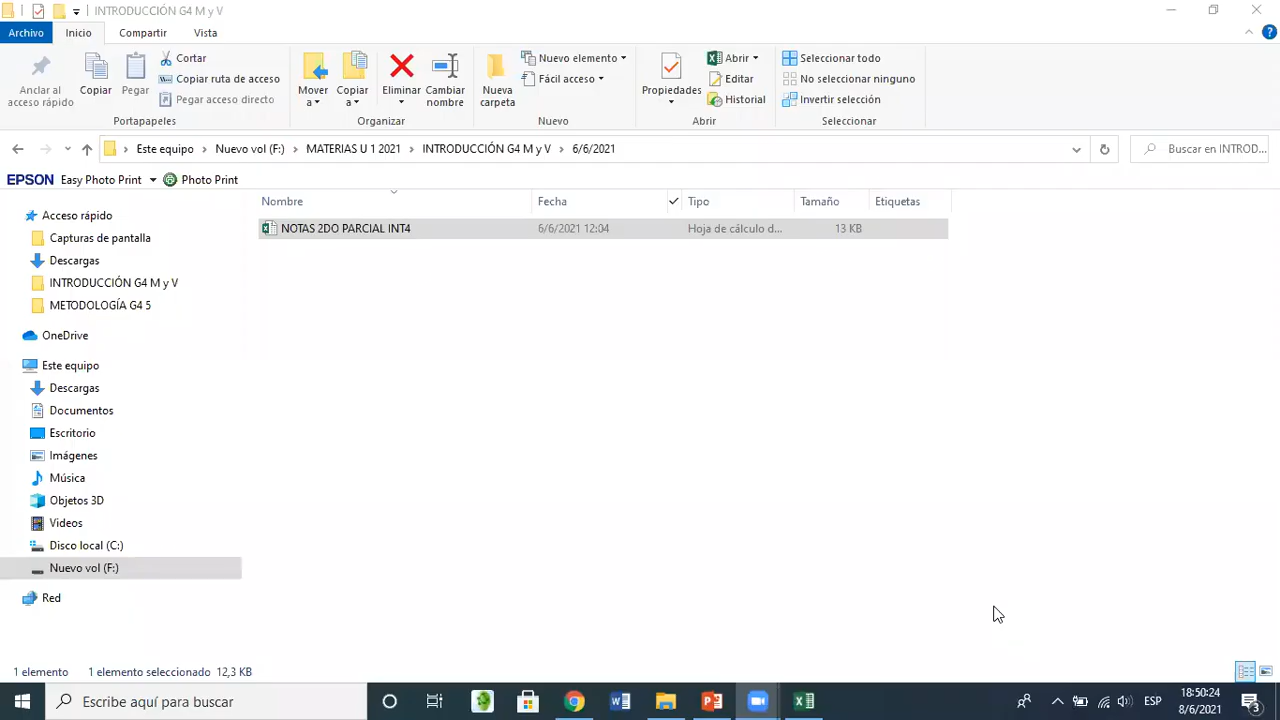 INTRODUCCIÓN G4 M y V
Archivo Inicio Compartir Vista
Anclar al acceso rápido
Copiar
Pegar
Cortar
Copiar ruta de acceso
Pegar acceso directo
Portapapeles
Mover a
Copiar a
Eliminar
Cambiar nombre
Organizar
Nueva carpeta
Nuevo elemento
Fácil acceso
Nuevo
Propiedades
Abrir
Editar
Historial
Abrir
Seleccionar todo
No seleccionar ninguno
Invertir selección
Seleccionar
Este equipo > Nuevo vol (F:) > MATERIAS U 1 2021 > INTRODUCCIÓN G4 M y V > 6/6/2021
Buscar en INTROD...
EPSON Easy Photo Print Photo Print
Nombre Fecha Tipo Tamaño Etiquetas
NOTAS 2DO PARCIAL INT4 6/6/2021 12:04 Hoja de cálculo d... 13 KB
Acceso rápido
Capturas de pantalla
Descargas
INTRODUCCIÓN G4 M y V
METODOLOGÍA G4 5
OneDrive
Este equipo
Descargas
Documentos
Escritorio
Imágenes
Música
Objetos 3D
Videos
Disco local (C:)
Nuevo vol (F:)
Red
1 elemento 1 elemento seleccionado 12,3 KB
Escribe aquí para buscar
ESP
18:50:24
8/6/2021
3